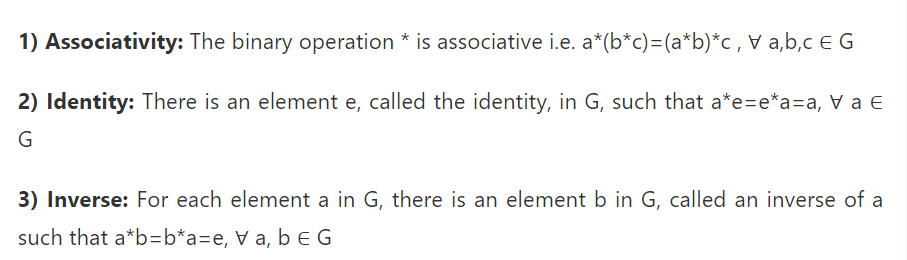 1) Associativity: The binary operation * is associative i.e. a*(b*c)=(a*b)*c , ∀ a,b,c ∈ G
2) Identity: There is an element e, called the identity, in G, such that a*e=e*a=a, ∀ a ∈
G
3) Inverse: For each element a in G, there is an element b in G, called an inverse of a
such that a*b=b*a=e, ∀ a, b ∈ G